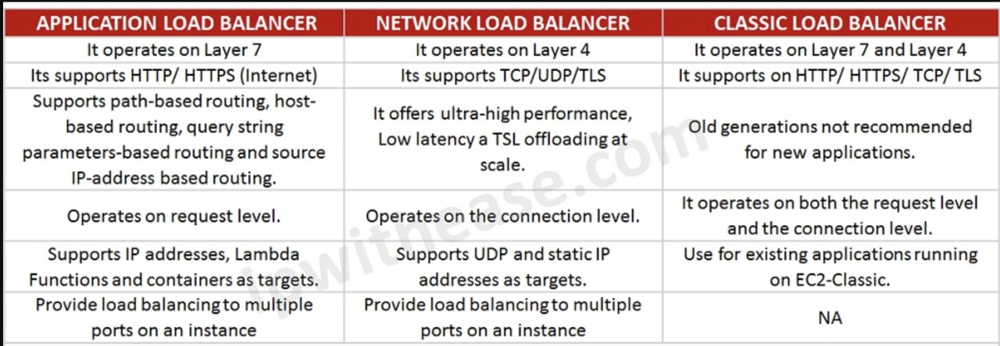 APPLICATION LOAD BALANCER
NETWORK LOAD BALANCER
CLASSIC LOAD BALANCER
It operates on Layer 7
It operates on Layer 4
It operates on Layer 7 and Layer 4
Its supports HTTP/ HTTPS (Internet)
Its supports TCP/UDP/TLS
It supports on HTTP/ HTTPS/ TCP/ TLS
Supports path-based routing, host-
based routing, query string
parameters-based routing and source
IP-address based routing.
It offers ultra-high performance,
Low latency a TSL offloading at
scale.
Old generations not recommended
for new applications.
Operates on request level.
Operates on the connection level.
It operates on both the request level
and the connection level.
Supports IP addresses, Lambda
Functions and containers as targets.
Supports UDP and static IP
addresses as targets.
Use for existing applications running
on EC2-Classic.
Provide load balancing to multiple
ports on an instance
Provide load balancing to multiple
ports on an instance
NA
ipwithease.com